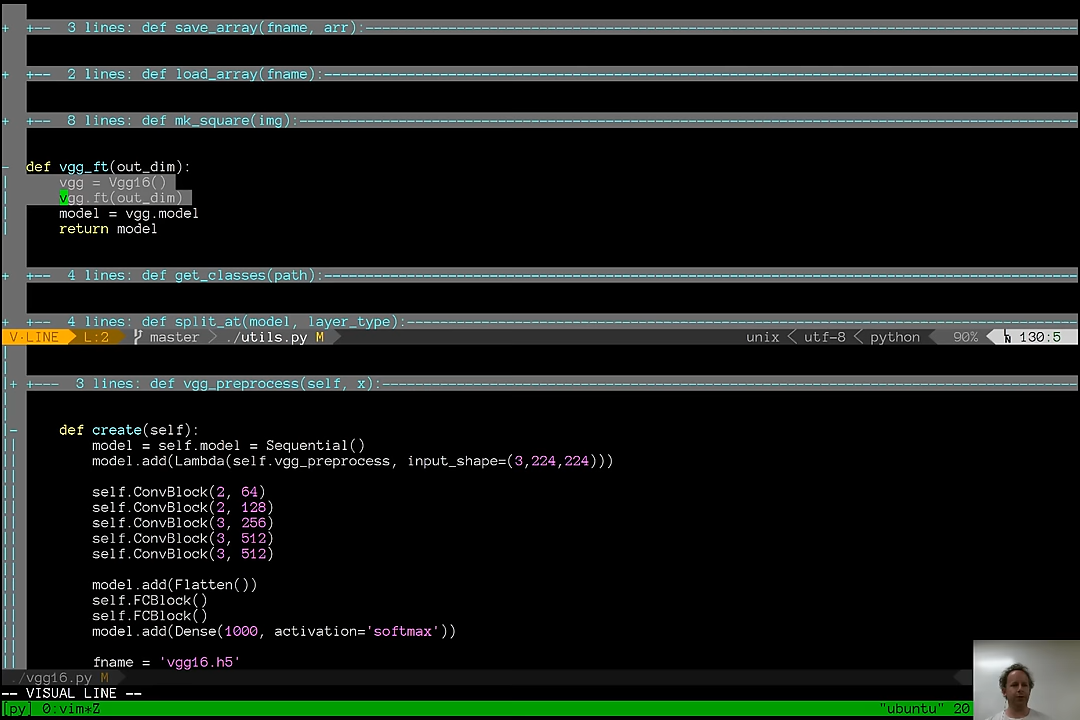 + +-- 3 lines: def save_array(fname, arr):--------------------------------------------------------------------------------------
+ +-- 2 lines: def load_array(fname):-------------------------------------------------------------------------------------------
+ +-- 8 lines: def mk_square(img):----------------------------------------------------------------------------------------------
- def vgg_ft(out_dim):
| vgg = Vgg16()
| vgg.ft(out_dim)
| model = vgg.model
| return model
+ +-- 4 lines: def get_classes(path):-------------------------------------------------------------------------------------------
+ +-- 4 lines: def split_at(model, layer_type):---------------------------------------------------------------------------------
V·LINE L:2 master ./utils.py M unix utf-8 python 90% 130:5
|+ +--- 3 lines: def vgg_preprocess(self, x):------------------------------------------------------------------------------------
|- def create(self):
|| model = self.model = Sequential()
|| model.add(Lambda(self.vgg_preprocess, input_shape=(3,224,224)))
|| self.ConvBlock(2, 64)
|| self.ConvBlock(2, 128)
|| self.ConvBlock(3, 256)
|| self.ConvBlock(3, 512)
|| self.ConvBlock(3, 512)
|| model.add(Flatten())
|| self.FCBlock()
|| self.FCBlock()
|| model.add(Dense(1000, activation='softmax'))
|| fname = 'vgg16.h5'
./vgg16.py M
-- VISUAL LINE --
[py] 0:vim*Z "ubuntu" 20